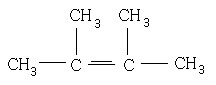 CH3 CH3
CH3 — C = C — CH3